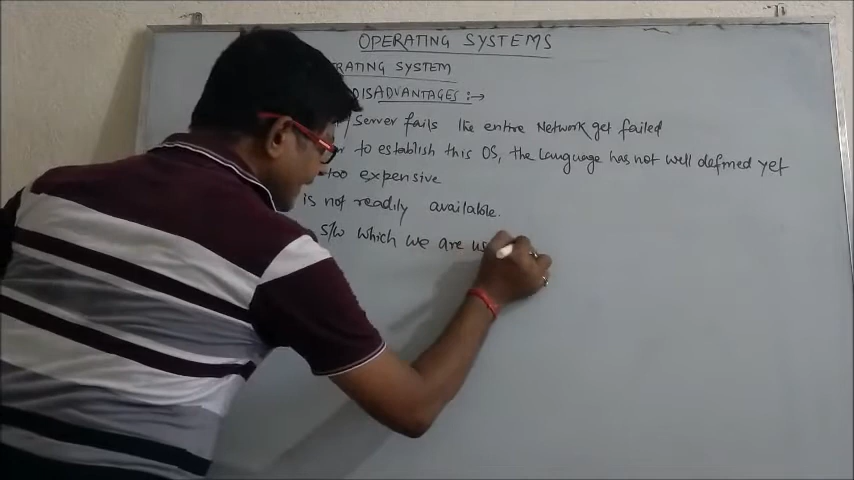 OPERATING SYSTEMS
RATING SYSTEM
DISADVANTAGES :→
Server fails the entire Network get failed
to establish this OS, the Language has not well defined yet
too expensive
is not readily available.
S/W which we are us